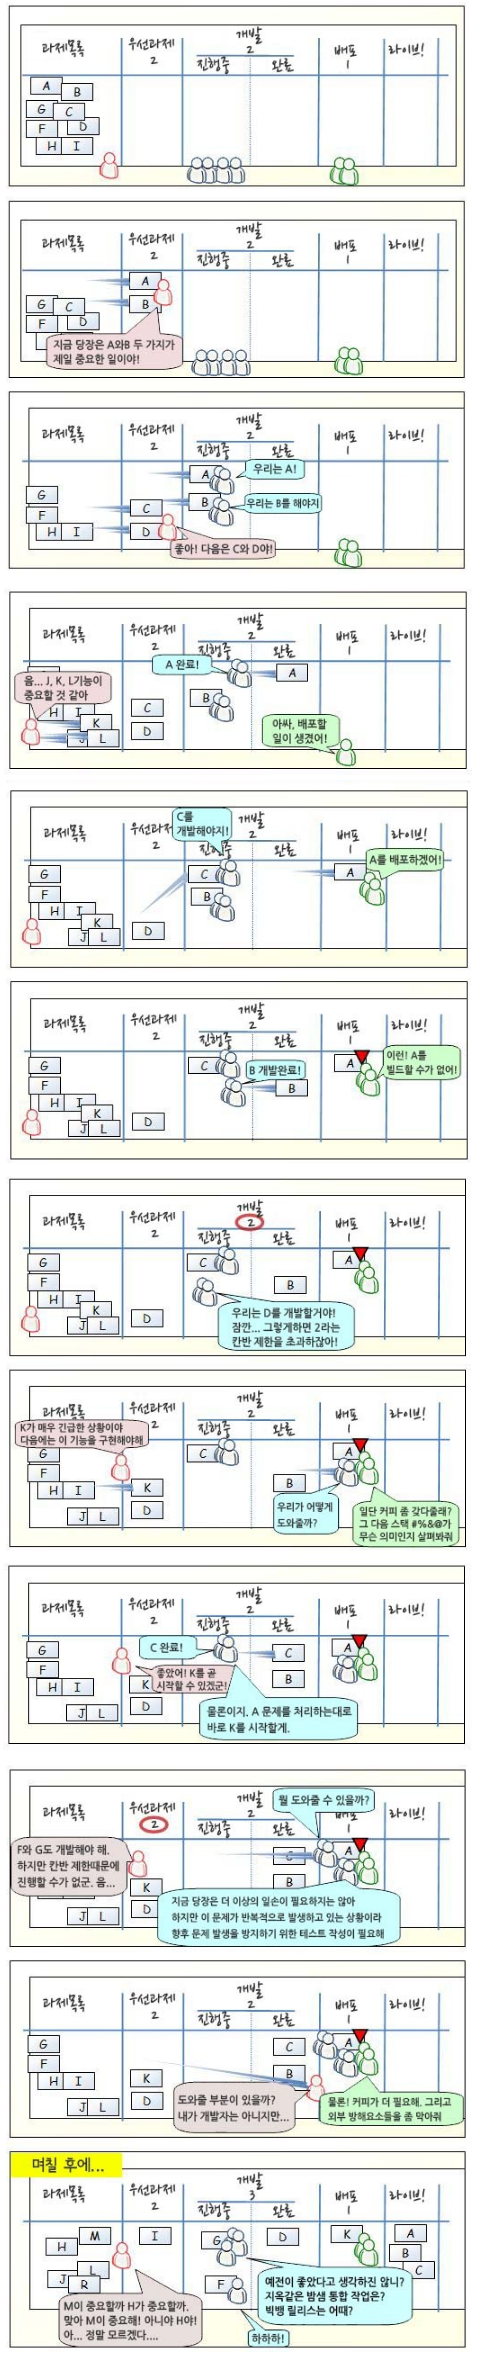 과제목록 우선과제 개발 배포 라이브!
2 2 1
진행중 완료
A
B
G C
F D
H I
과제목록 우선과제 개발 배포 라이브!
2 2 1
진행중 완료
A
B
G C
F D
지금 당장은 A와B 두 가지가
제일 중요한 일이야!
과제목록 우선과제 개발 배포 라이브!
2 2 1
진행중 완료
A 우리는 A!
G B 우리는 B를 해야지
F C
H I D
좋아! 다음은 C와 D야!
과제목록 우선과제 개발 배포 라이브!
2 2 1
진행중 완료
A 완료! A
음... J, K, L기능이
중요할 것 같아
H I C B
K D
J L
아싸, 배포할
일이 생겼어!
과제목록 우선과제 개발 배포 라이브!
2 2 1
진행중 완료
C를
개발해야지!
A를 배포하겠어!
G C A
F B
H I
K D
J L
과제목록 우선과제 개발 배포 라이브!
2 2 1
진행중 완료
이런! A를
빌드할 수가 없어!
G C A
B 개발완료!
F B
H I
K D
J L
과제목록 우선과제 개발 배포 라이브!
2 2 1
진행중 완료
G C A
F B
H I
K D
J L
우리는 D를 개발할거야!
잠깐... 그렇게하면 2라는
칸반 제한을 초과하잖아!
과제목록 우선과제 개발 배포 라이브!
2 2 1
진행중 완료
K가 매우 긴급한 상황이야
다음에는 이 기능을 구현해야해
G C A
F
H I K B
J L D
우리가 어떻게
도와줄까?
일단 커피 좀 갖다줄래?
그 다음 스택 #%&@가
무슨 의미인지 살펴봐줘
과제목록 우선과제 개발 배포 라이브!
2 2 1
진행중 완료
C 완료!
G C A
F B
H I K
J L D
좋았어! K를 곧
시작할 수 있겠군!
물론이지. A 문제를 처리하는대로
바로 K를 시작할게.
과제목록 우선과제 개발 배포 라이브!
2 2
진행중 완료
뭘 도와줄 수 있을까?
F와 G도 개발해야 해.
하지만 칸반 제한때문에
진행할 수가 없군. 음...
C A
K B
J L D
지금 당장은 더 이상의 일손이 필요하지는 않아
하지만 이 문제가 반복적으로 발생하고 있는 상황이라
향후 문제 발생을 방지하기 위한 테스트 작성이 필요해
과제목록 우선과제 개발 배포 라이브!
2 2 1
진행중 완료
G C A
F B
H I K
J L D
도와줄 부분이 있을까?
내가 개발자는 아니지만...
물론! 커피가 더 필요해. 그리고
외부 방해요소들을 좀 막아줘
며칠 후에...
과제목록 우선과제 개발 배포 라이브!
2 3 1
진행중 완료
M I G D K A
H B
J L F C
R
M이 중요할까 H가 중요할까.
맞아 M이 중요해! 아니야 H야!
아... 정말 모르겠다....
예전이 좋았다고 생각하진 않니?
지옥같은 밤샘 통합 작업은?
빅뱅 릴리스는 어때?
하하하!